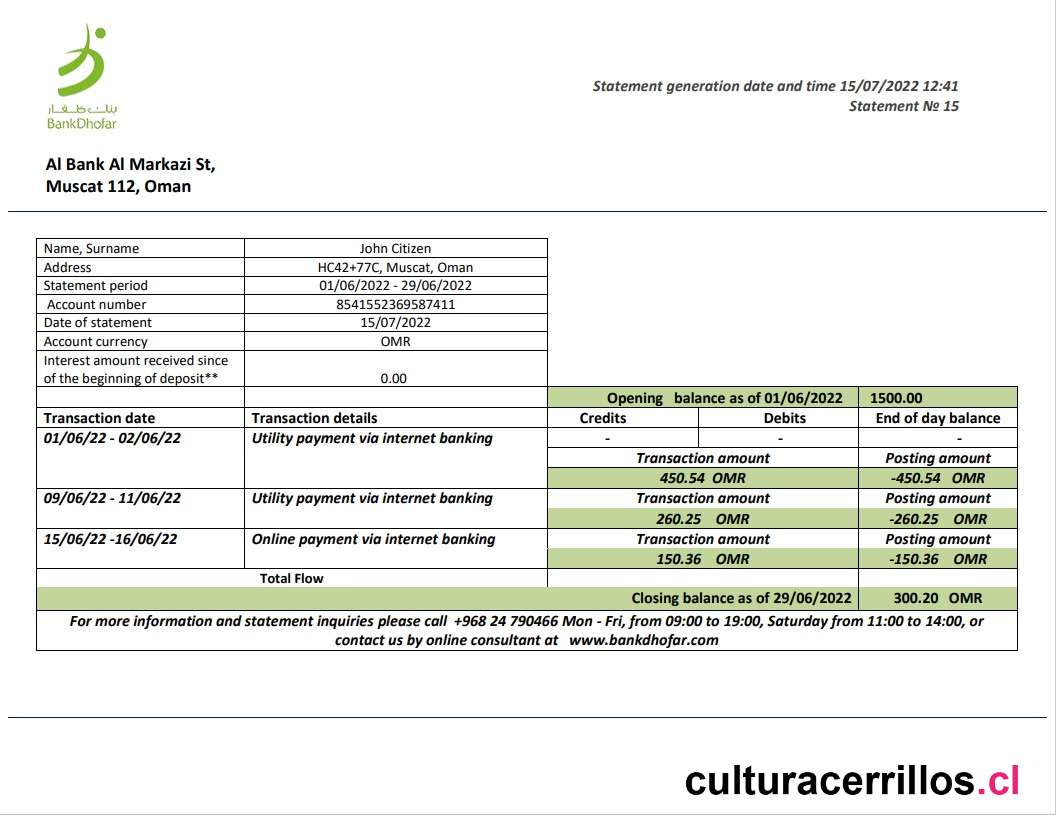 Statement generation date and time 15/07/2022 12:41
Statement № 15
بنك ظفار
BankDhofar
Al Bank Al Markazi St,
Muscat 112, Oman
Name, Surname John Citizen
Address HC42+77C, Muscat, Oman
Statement period 01/06/2022 - 29/06/2022
Account number 8541552369587411
Date of statement 15/07/2022
Account currency OMR
Interest amount received since
of the beginning of deposit** 0.00
Opening balance as of 01/06/2022 1500.00
Transaction date Transaction details Credits Debits End of day balance
01/06/22 - 02/06/22 Utility payment via internet banking - - -
Transaction amount Posting amount
450.54 OMR -450.54 OMR
09/06/22 - 11/06/22 Utility payment via internet banking Transaction amount Posting amount
260.25 OMR -260.25 OMR
15/06/22 -16/06/22 Online payment via internet banking Transaction amount Posting amount
150.36 OMR -150.36 OMR
Total Flow
Closing balance as of 29/06/2022 300.20 OMR
For more information and statement inquiries please call +968 24 790466 Mon - Fri, from 09:00 to 19:00, Saturday from 11:00 to 14:00, or
contact us by online consultant at www.bankdhofar.com
culturacerrillos.cl